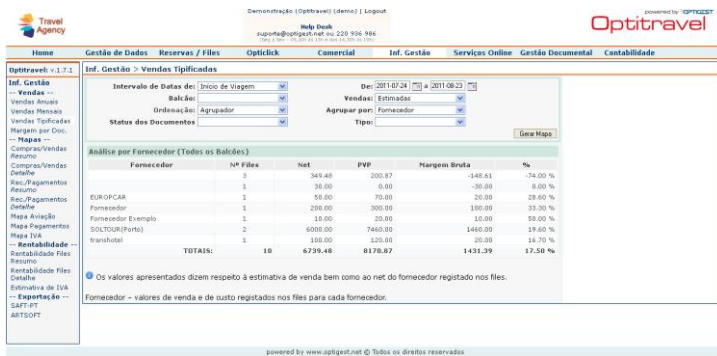 Travel Agency
Demonstração (Optitravel) (demo) | Logout
Help Desk
suporte@optigest.net ou 220 936 986
powered by OPTIGEST
Optitravel
Home Gestão de Dados Reservas / Files Opticlick Comercial Inf. Gestão Serviços Online Gestão Documental Contabilidade
Optitravel: v.1.7.1
Inf. Gestão
-- Vendas --
Vendas Anuais
Vendas Mensais
Vendas Tipificadas
Margem por Doc.
-- Mapas --
Compras/Vendas
Resumo
Compras/Vendas
Detalhe
Rec./Pagamentos
Resumo
Rec./Pagamentos
Detalhe
Mapa Aviação
Mapa Pagamentos
Mapa IVA
-- Rentabilidade --
Rentabilidade Files
Resumo
Rentabilidade Files
Detalhe
Estimativa de IVA
-- Exportação --
SAFT-PT
ARTSOFT
Inf. Gestão > Vendas Tipificadas
Intervalo de Datas de: Início de Viagem De: 2011-07-24 a 2011-08-23
Balcão: Vendas: Estimadas
Ordenação: Agrupador Agrupar por: Fornecedor
Status dos Documentos Tipo:
Gerar Mapa
Análise por Fornecedor (Todos os Balcões)
Fornecedor Nº Files Net PVP Margem Bruta %
3 349.48 200.87 -148.61 -74.00 %
1 30.00 0.00 -30.00 0.00 %
EUROPCAR 1 50.00 70.00 20.00 28.60 %
Fornecedor 1 200.00 300.00 100.00 33.30 %
Fornecedor Exemplo 1 10.00 20.00 10.00 50.00 %
SOLTOUR(Porto) 2 6000.00 7460.00 1460.00 19.60 %
transhotel 1 100.00 120.00 20.00 16.70 %
TOTAIS: 10 6739.48 8170.87 1431.39 17.50 %
Os valores apresentados dizem respeito à estimativa de venda bem como ao net do fornecedor registado nos files.
Fornecedor – valores de venda e de custo registados nos files para cada fornecedor.
powered by www.optigest.net © Todos os direitos reservados